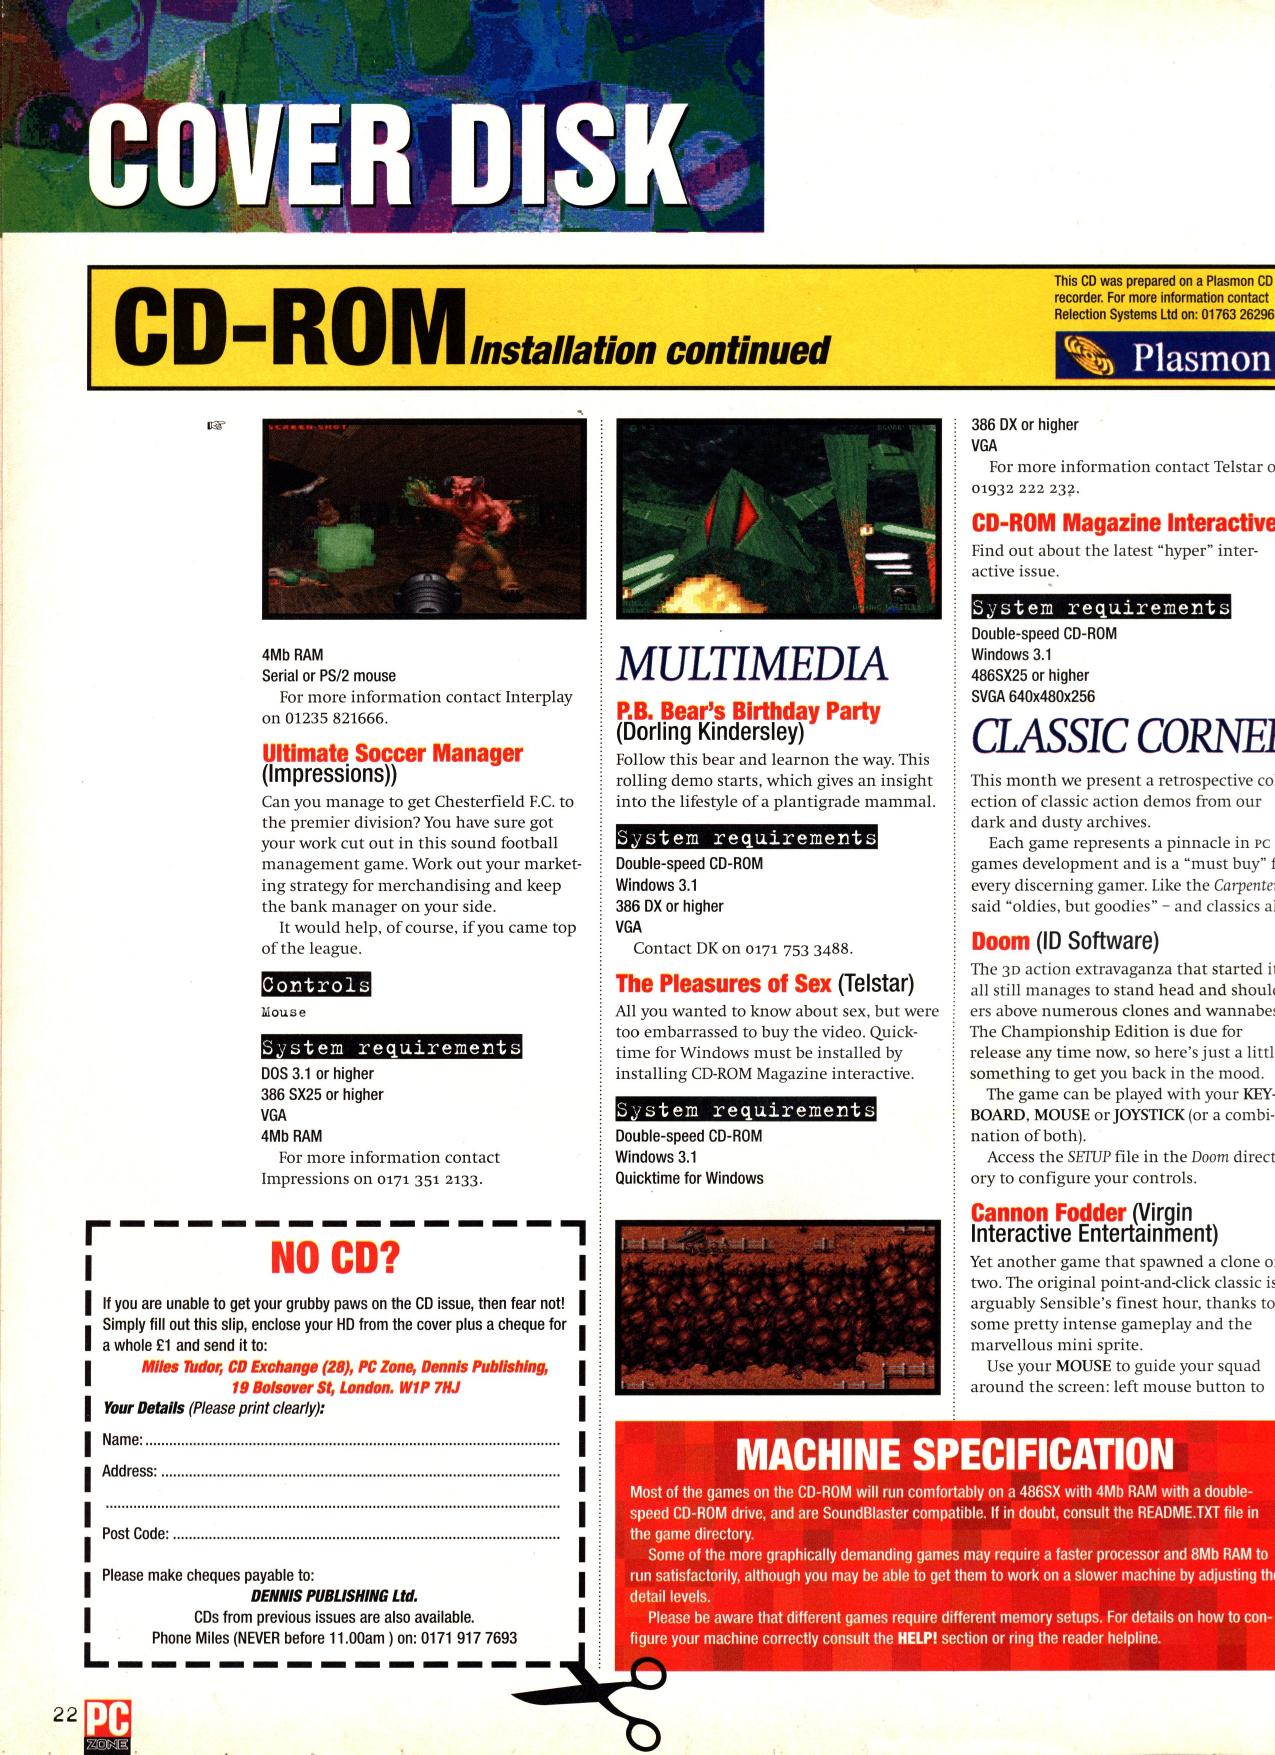 COVER DISK
CD-ROM Installation continued
This CD was prepared on a Plasmon CD
recorder. For more information contact
Relection Systems Ltd on: 01763 26296
Plasmon
SCREEN-SHOT
4Mb RAM
Serial or PS/2 mouse
For more information contact Interplay
on 01235 821666.
Ultimate Soccer Manager
(Impressions))
Can you manage to get Chesterfield F.C. to
the premier division? You have sure got
your work cut out in this sound football
management game. Work out your market-
ing strategy for merchandising and keep
the bank manager on your side.
It would help, of course, if you came top
of the league.
Controls
Mouse
System requirements
DOS 3.1 or higher
386 SX25 or higher
VGA
4Mb RAM
For more information contact
Impressions on 0171 351 2133.
NO CD?
If you are unable to get your grubby paws on the CD issue, then fear not!
Simply fill out this slip, enclose your HD from the cover plus a cheque for
a whole £1 and send it to:
Miles Tudor, CD Exchange (28), PC Zone, Dennis Publishing,
19 Bolsover St, London. W1P 7HJ
Your Details (Please print clearly):
Name:
Address:
Post Code:
Please make cheques payable to:
DENNIS PUBLISHING Ltd.
CDs from previous issues are also available.
Phone Miles (NEVER before 11.00am ) on: 0171 917 7693
MULTIMEDIA
P.B. Bear's Birthday Party
(Dorling Kindersley)
Follow this bear and learnon the way. This
rolling demo starts, which gives an insight
into the lifestyle of a plantigrade mammal.
System requirements
Double-speed CD-ROM
Windows 3.1
386 DX or higher
VGA
Contact DK on 0171 753 3488.
The Pleasures of Sex (Telstar)
All you wanted to know about sex, but were
too embarrassed to buy the video. Quick-
time for Windows must be installed by
installing CD-ROM Magazine interactive.
System requirements
Double-speed CD-ROM
Windows 3.1
Quicktime for Windows
386 DX or higher
VGA
For more information contact Telstar o
01932 222 232.
CD-ROM Magazine Interactive
Find out about the latest “hyper” inter-
active issue.
System requirements
Double-speed CD-ROM
Windows 3.1
486SX25 or higher
SVGA 640x480x256
CLASSIC CORNE
This month we present a retrospective co
ection of classic action demos from our
dark and dusty archives.
Each game represents a pinnacle in PC
games development and is a “must buy” f
every discerning gamer. Like the Carpenter
said “oldies, but goodies” – and classics al
Doom (ID Software)
The 3D action extravaganza that started it
all still manages to stand head and should
ers above numerous clones and wannabes
The Championship Edition is due for
release any time now, so here's just a littl
something to get you back in the mood.
The game can be played with your KEY-
BOARD, MOUSE or JOYSTICK (or a combi-
nation of both).
Access the SETUP file in the Doom direct
ory to configure your controls.
Cannon Fodder (Virgin
Interactive Entertainment)
Yet another game that spawned a clone o
two. The original point-and-click classic is
arguably Sensible's finest hour, thanks to
some pretty intense gameplay and the
marvellous mini sprite.
Use your MOUSE to guide your squad
around the screen: left mouse button to
MACHINE SPECIFICATION
Most of the games on the CD-ROM will run comfortably on a 486SX with 4Mb RAM with a double-
speed CD-ROM drive, and are SoundBlaster compatible. If in doubt, consult the README.TXT file in
the game directory.
Some of the more graphically demanding games may require a faster processor and 8Mb RAM to
run satisfactorily, although you may be able to get them to work on a slower machine by adjusting the
detail levels.
Please be aware that different games require different memory setups. For details on how to con-
figure your machine correctly consult the HELP! section or ring the reader helpline.
22 PC
ZONE